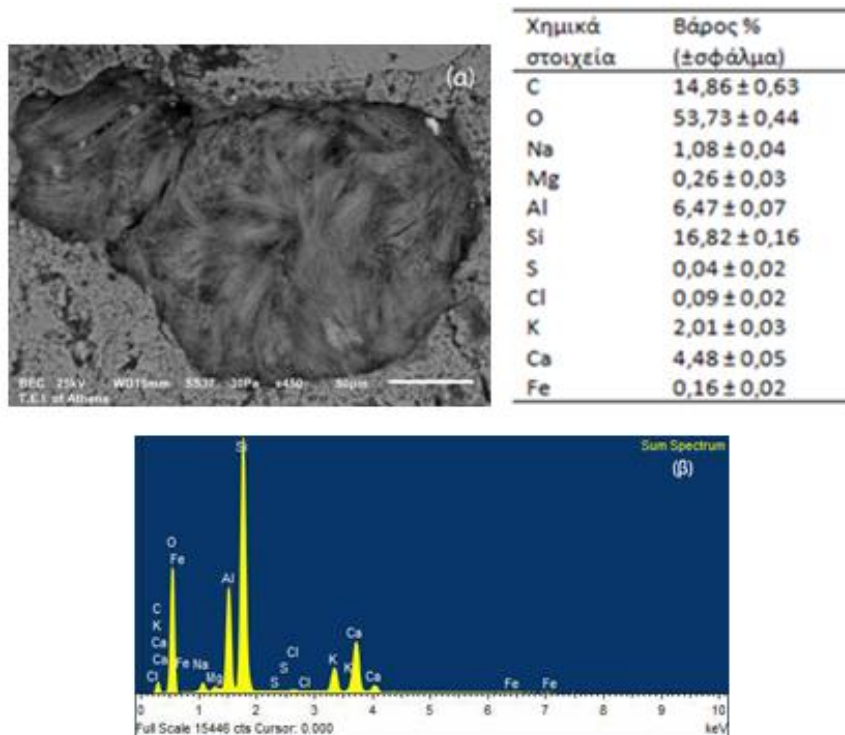 (α)
BEC 25kV WD15mm SS37 30Pa x450 50μm
T.E.I. of Athens
Χημικά Βάρος %
στοιχεία (±σφάλμα)
C 14,86 ± 0,63
O 53,73 ± 0,44
Na 1,08 ± 0,04
Mg 0,26 ± 0,03
Al 6,47 ± 0,07
Si 16,82 ± 0,16
S 0,04 ± 0,02
Cl 0,09 ± 0,02
K 2,01 ± 0,03
Ca 4,48 ± 0,05
Fe 0,16 ± 0,02
Sum Spectrum
(β)
Si
O
Fe
Al
C
K
Ca
Ca Fe Na
Cl Mg
Cl
S
S Cl
Ca
K K
Ca
Fe Fe
0 1 2 3 4 5 6 7 8 9 10
Full Scale 15446 cts Cursor: 0.000 keV